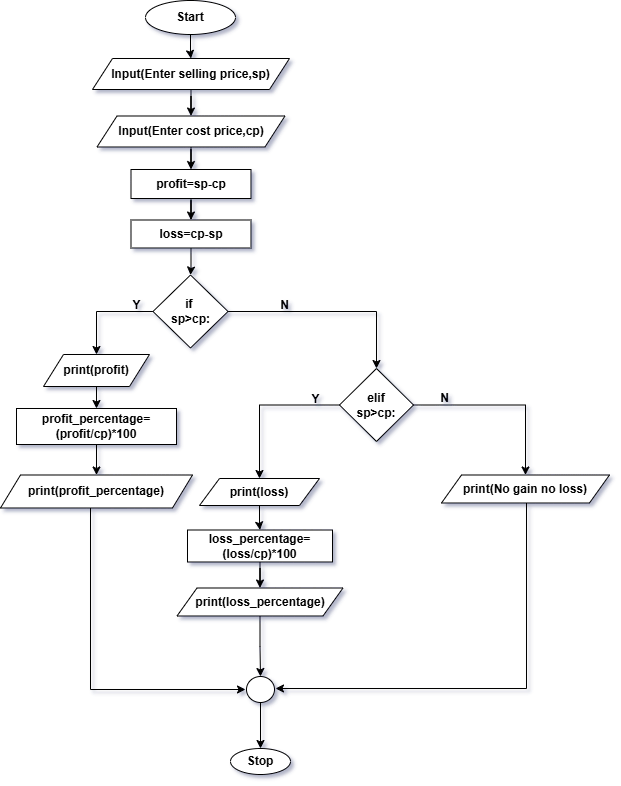 Start
Input(Enter selling price,sp)
Input(Enter cost price,cp)
profit=sp-cp
loss=cp-sp
if
sp>cp:
Y
N
print(profit)
profit_percentage=
(profit/cp)*100
print(profit_percentage)
elif
sp>cp:
Y
N
print(loss)
loss_percentage=
(loss/cp)*100
print(loss_percentage)
print(No gain no loss)
Stop